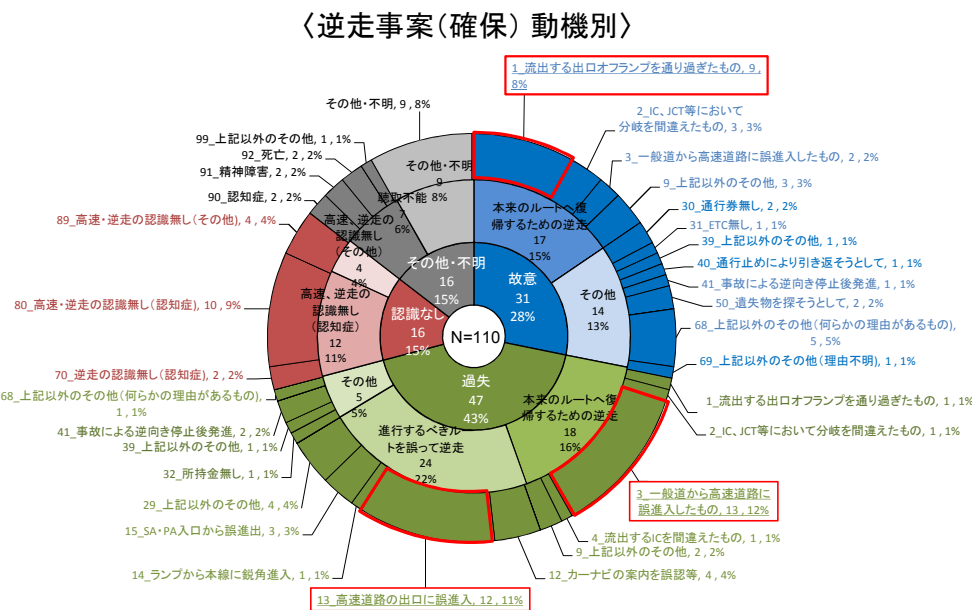 〈逆走事案(確保) 動機別〉
1_流出する出口オフランプを通り過ぎたもの, 9 ,
8%
2_IC、JCT等において
分岐を間違えたもの, 3 , 3%
3_一般道から高速道路に誤進入したもの, 2 , 2%
9_上記以外のその他, 3 , 3%
30_通行券無し, 2 , 2%
31_ETC無し, 1 , 1%
39_上記以外のその他, 1 , 1%
40_通行止めにより引き返そうとして, 1 , 1%
41_事故による逆向き停止後発進, 1 , 1%
50_遺失物を探そうとして, 2 , 2%
68_上記以外のその他(何らかの理由があるもの),
5 , 5%
69_上記以外のその他(理由不明), 1 , 1%
1_流出する出口オフランプを通り過ぎたもの, 1 , 1%
2_IC、JCT等において分岐を間違えたもの, 1 , 1%
3_一般道から高速道路に
誤進入したもの, 13 , 12%
4_流出するICを間違えたもの, 1 , 1%
9_上記以外のその他, 2 , 2%
12_カーナビの案内を誤認等, 4 , 4%
13_高速道路の出口に誤進入, 12 , 11%
14_ランプから本線に鋭角進入, 1 , 1%
15_SA・PA入口から誤進出, 3 , 3%
29_上記以外のその他, 4 , 4%
32_所持金無し, 1 , 1%
39_上記以外のその他, 1 , 1%
41_事故による逆向き停止後発進, 2 , 2%
68_上記以外のその他(何らかの理由があるもの),
1 , 1%
70_逆走の認識無し(認知症), 2 , 2%
80_高速・逆走の認識無し(認知症), 10 , 9%
89_高速・逆走の認識無し(その他), 4 , 4%
90_認知症, 2 , 2%
91_精神障害, 2 , 2%
92_死亡, 2 , 2%
99_上記以外のその他, 1 , 1%
その他・不明, 9 , 8%
本来のルートへ復
帰するための逆走
17
15%
その他
14
13%
本来のルートへ復
帰するための逆走
18
16%
進行するべきル
トを誤って逆走
24
22%
その他
5
5%
高速、逆走の
認識無し
(認知症)
12
11%
高速、逆走の
認識無し
(その他)
4
4%
聴取不能
7
6%
その他・不明
9
8%
故意
31
28%
過失
47
43%
認識なし
16
15%
その他・不明
16
15%
N=110